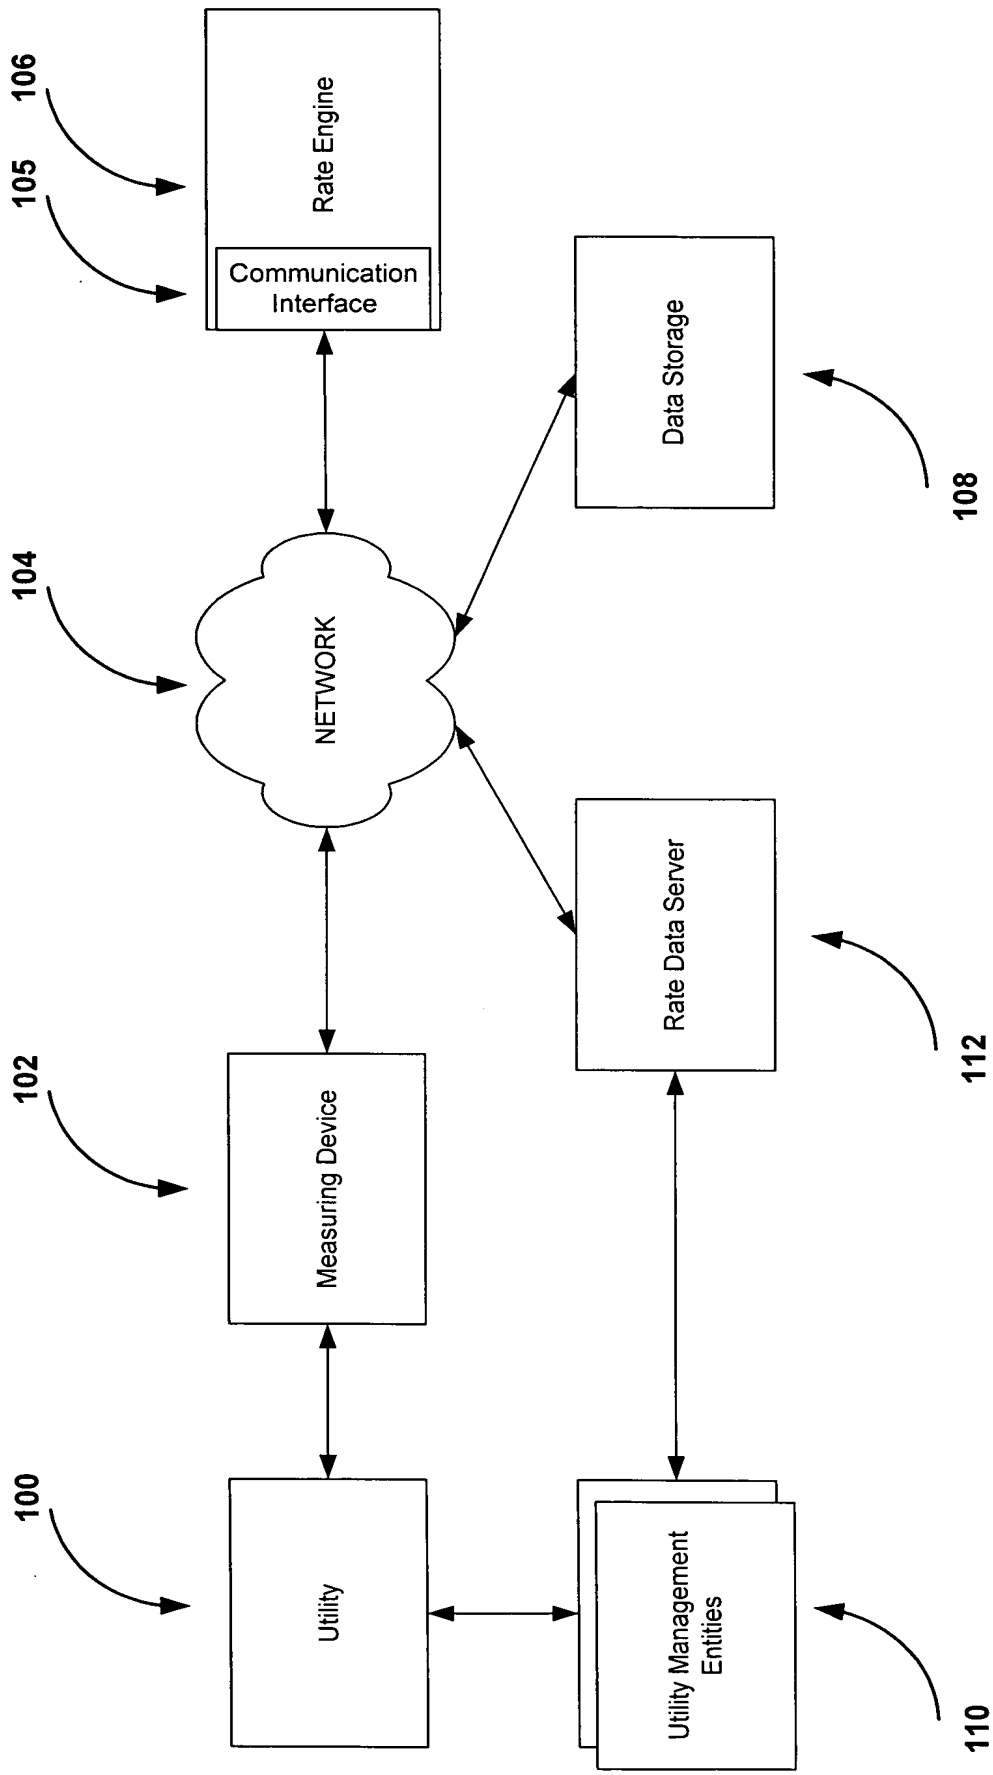 100
102
104
105
106
Utility
Measuring Device
NETWORK
Communication
Interface
Rate Engine
Utility Management
Entities
Rate Data Server
Data Storage
110
112
108